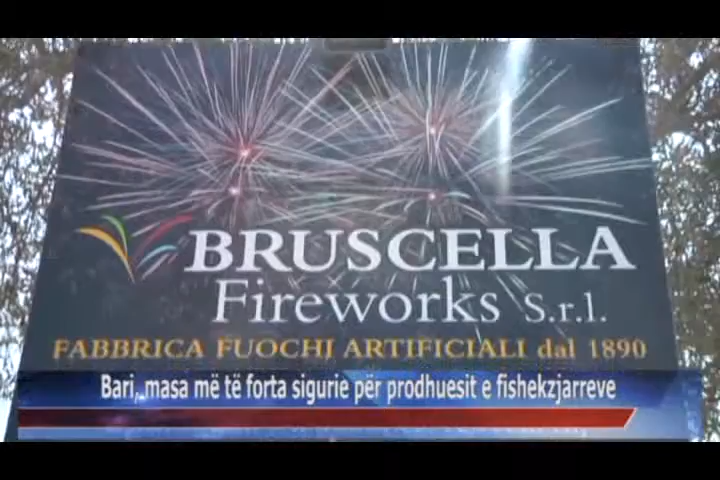 BRUSCELLA
Fireworks S.r.l.
FABBRICA FUOCHI ARTIFICIALI dal 1890
Bari, masa më të forta sigurie për prodhuesit e fishekzjarreve